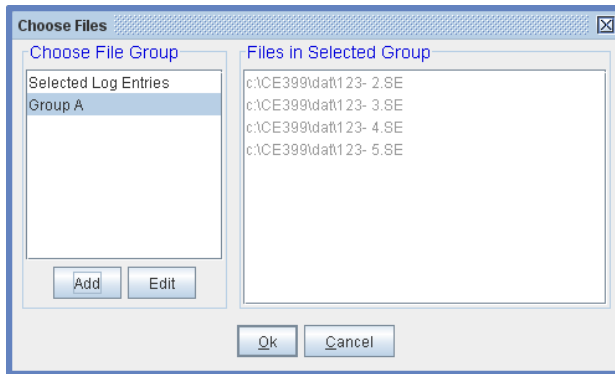 Choose Files
Choose File Group
Selected Log Entries
Group A
Add
Edit
Files in Selected Group
c:\CE399\dat\123- 2.SE
c:\CE399\dat\123- 3.SE
c:\CE399\dat\123- 4.SE
c:\CE399\dat\123- 5.SE
Ok
Cancel